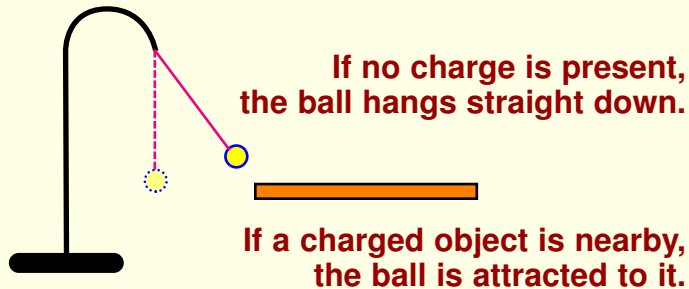 If no charge is present,
the ball hangs straight down.
If a charged object is nearby,
the ball is attracted to it.